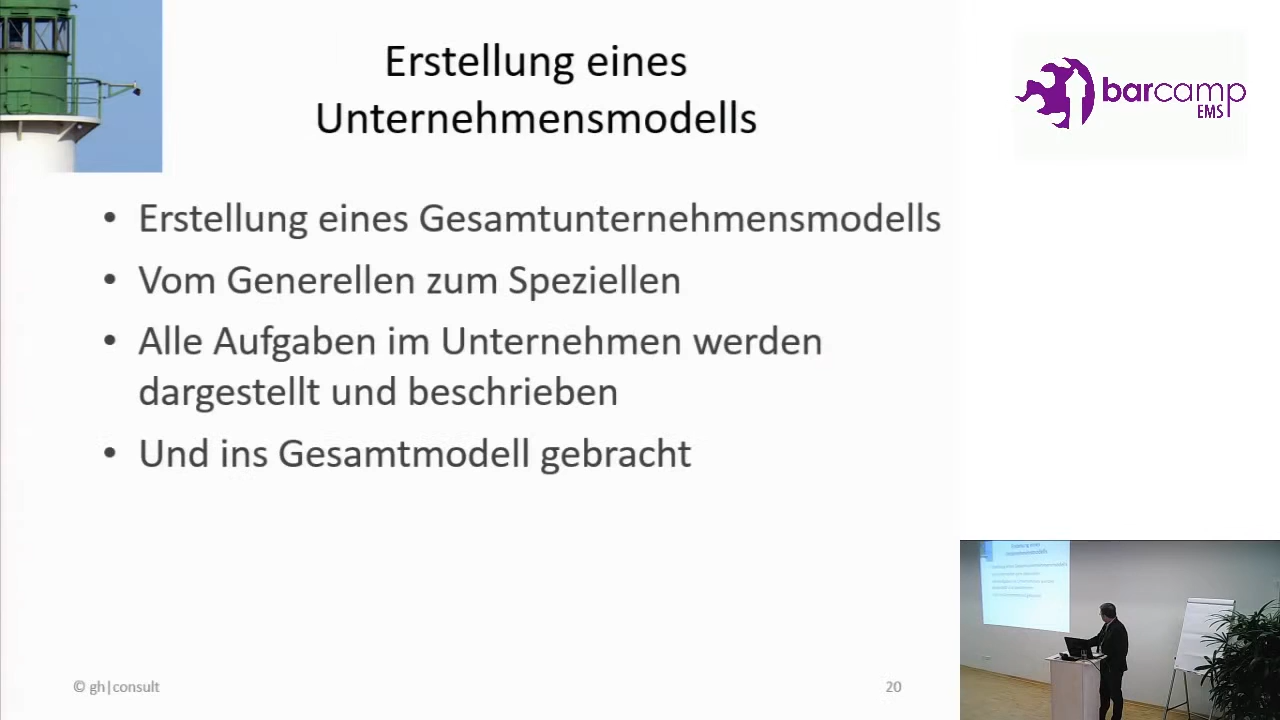 Erstellung eines
Unternehmensmodells
barcamp
EMS
• Erstellung eines Gesamtunternehmensmodells
• Vom Generellen zum Speziellen
• Alle Aufgaben im Unternehmen werden
dargestellt und beschrieben
• Und ins Gesamtmodell gebracht
© gh|consult
20